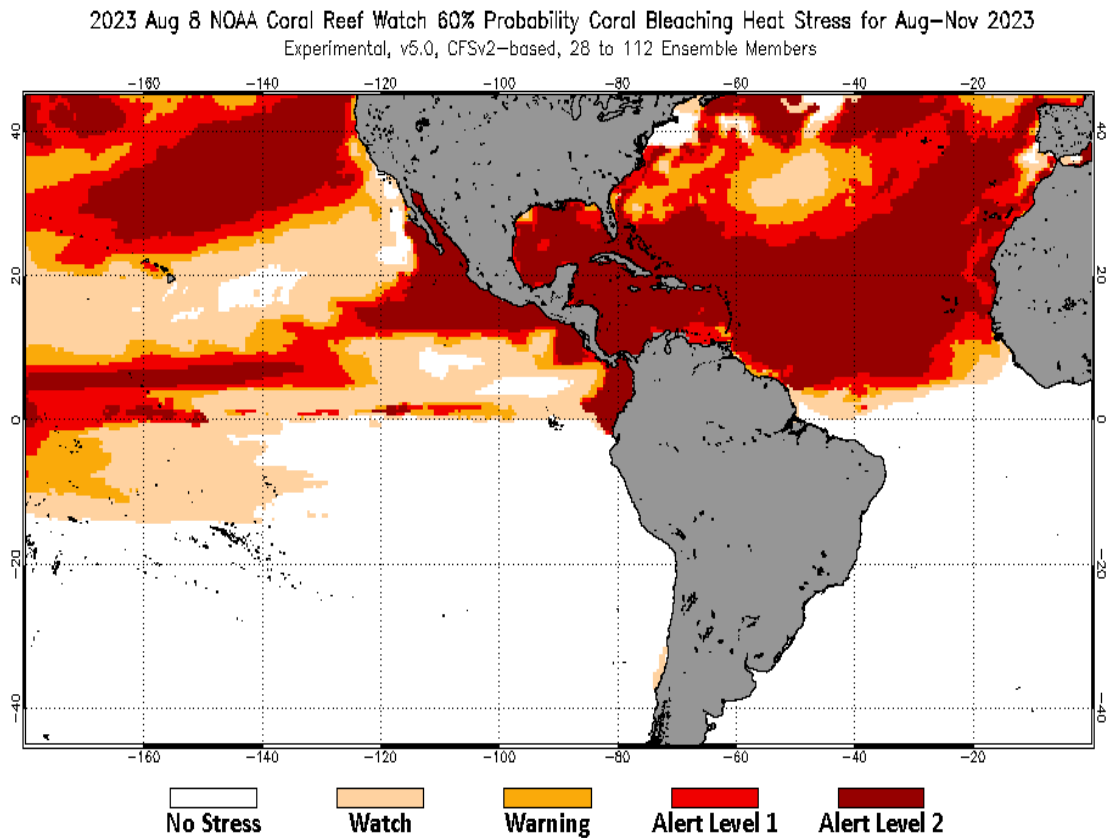 2023 Aug 8 NOAA Coral Reef Watch 60% Probability Coral Bleaching Heat Stress for Aug-Nov 2023
Experimental, v5.0, CFSv2-based, 28 to 112 Ensemble Members
-160 -140 -120 -100 -80 -60 -40 -20
40 40
20 20
0 0
-20 -20
-40 -40
-160 -140 -120 -100 -80 -60 -40 -20
No Stress Watch Warning Alert Level 1 Alert Level 2